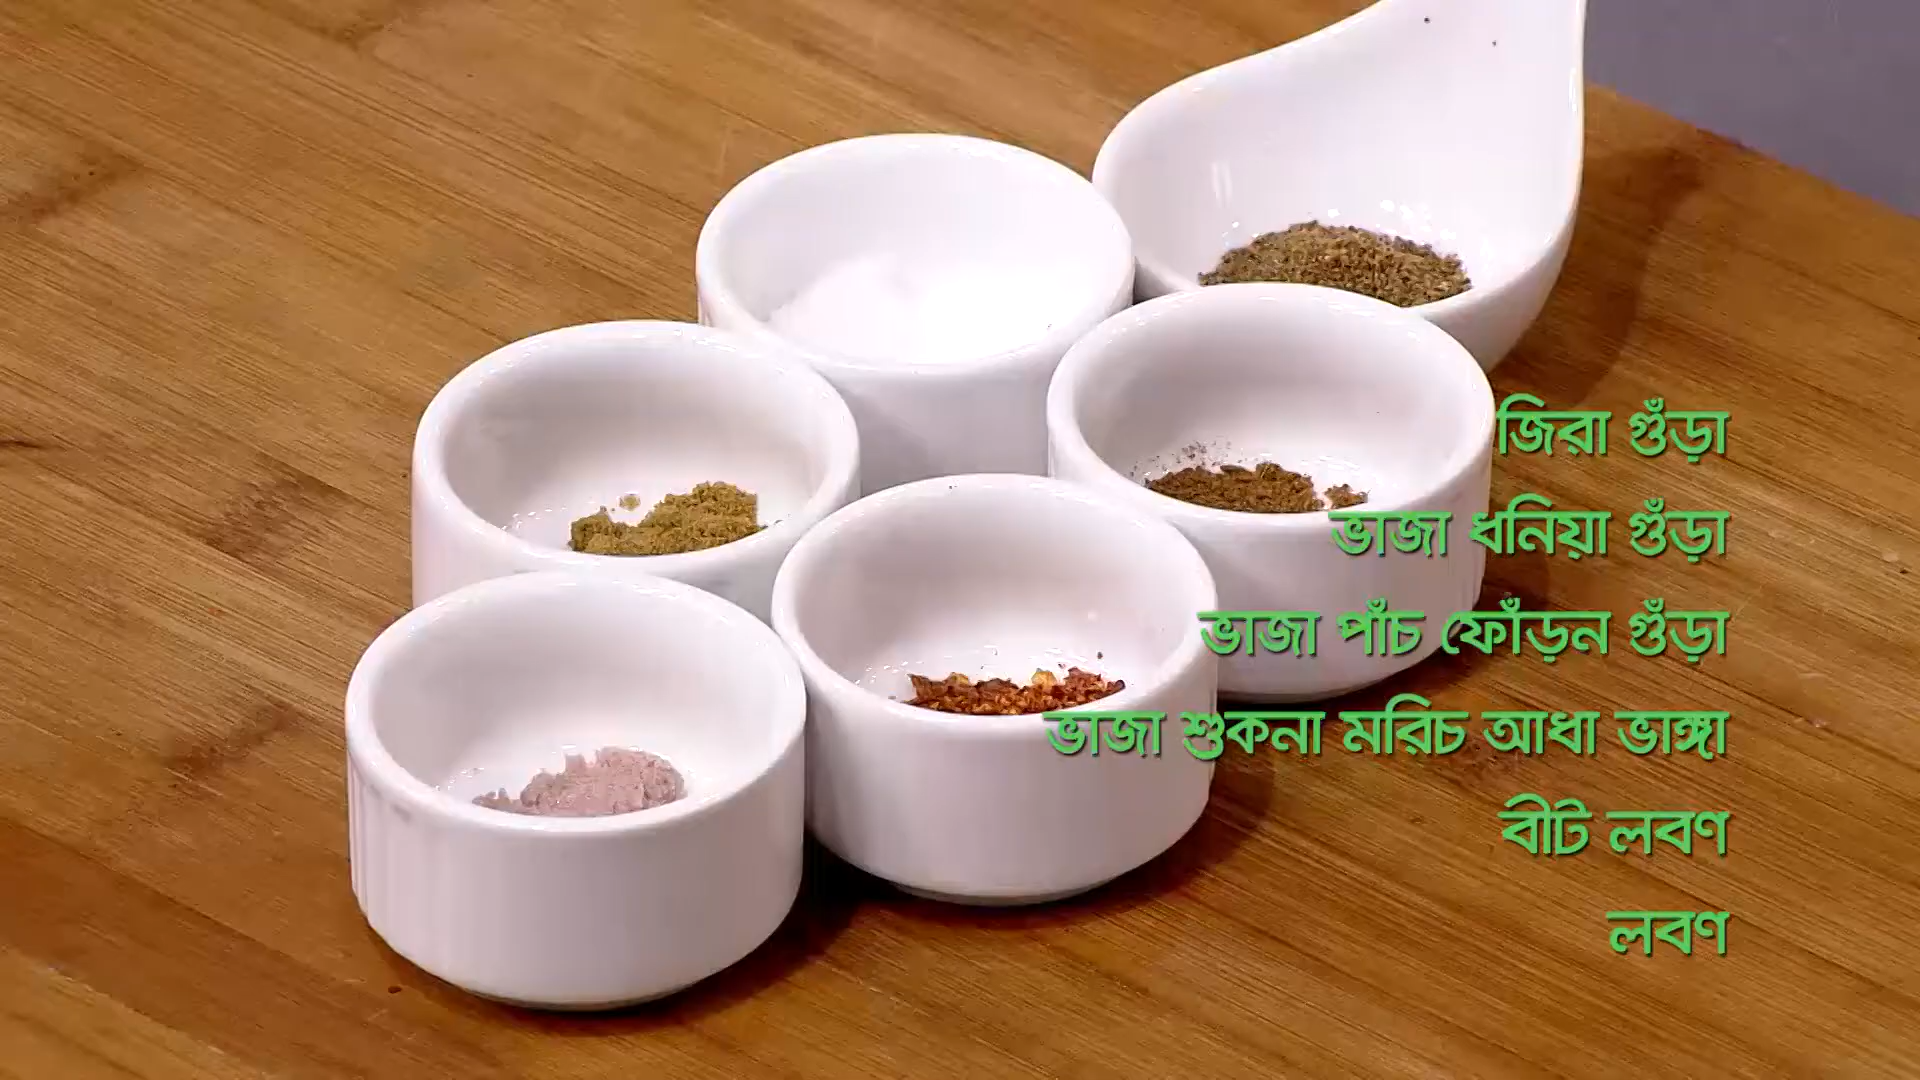 জিরা গুঁড়া
ভাজা ধনিয়া গুঁড়া
ভাজা পাঁচ ফোঁড়ন গুঁড়া
ভাজা শুকনা মরিচ আধা ভাঙ্গা
বীট লবণ
লবণ